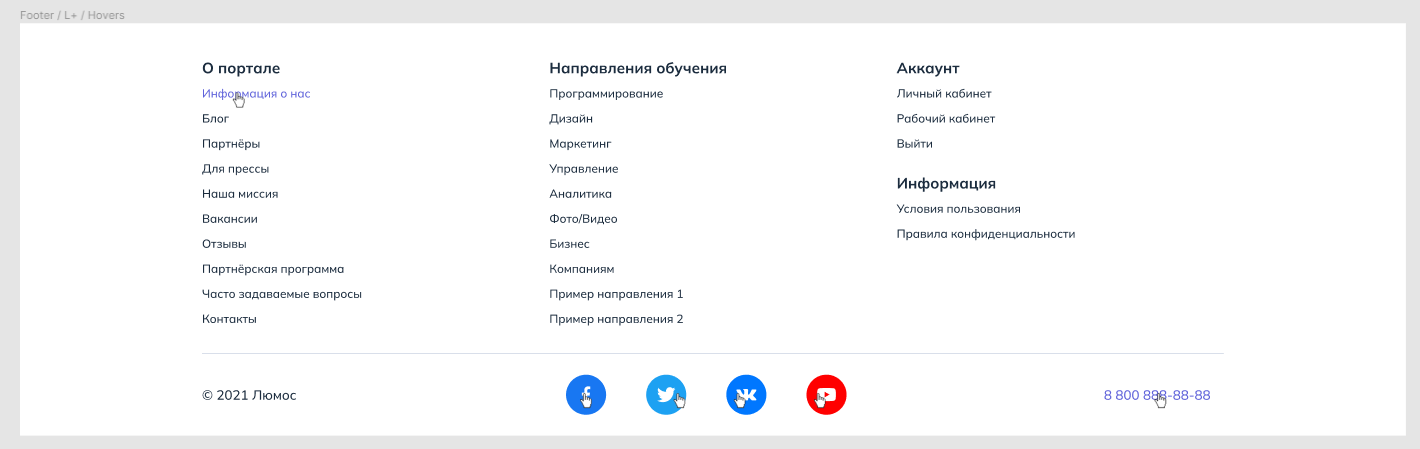 Footer / L+ / Hovers
О портале
Информация о нас
Блог
Партнёры
Для прессы
Наша миссия
Вакансии
Отзывы
Партнёрская программа
Часто задаваемые вопросы
Контакты
Направления обучения
Программирование
Дизайн
Маркетинг
Управление
Аналитика
Фото/Видео
Бизнес
Компаниям
Пример направления 1
Пример направления 2
Аккаунт
Личный кабинет
Рабочий кабинет
Выйти
Информация
Условия пользования
Правила конфиденциальности
© 2021 Люмос
8 800 888-88-88